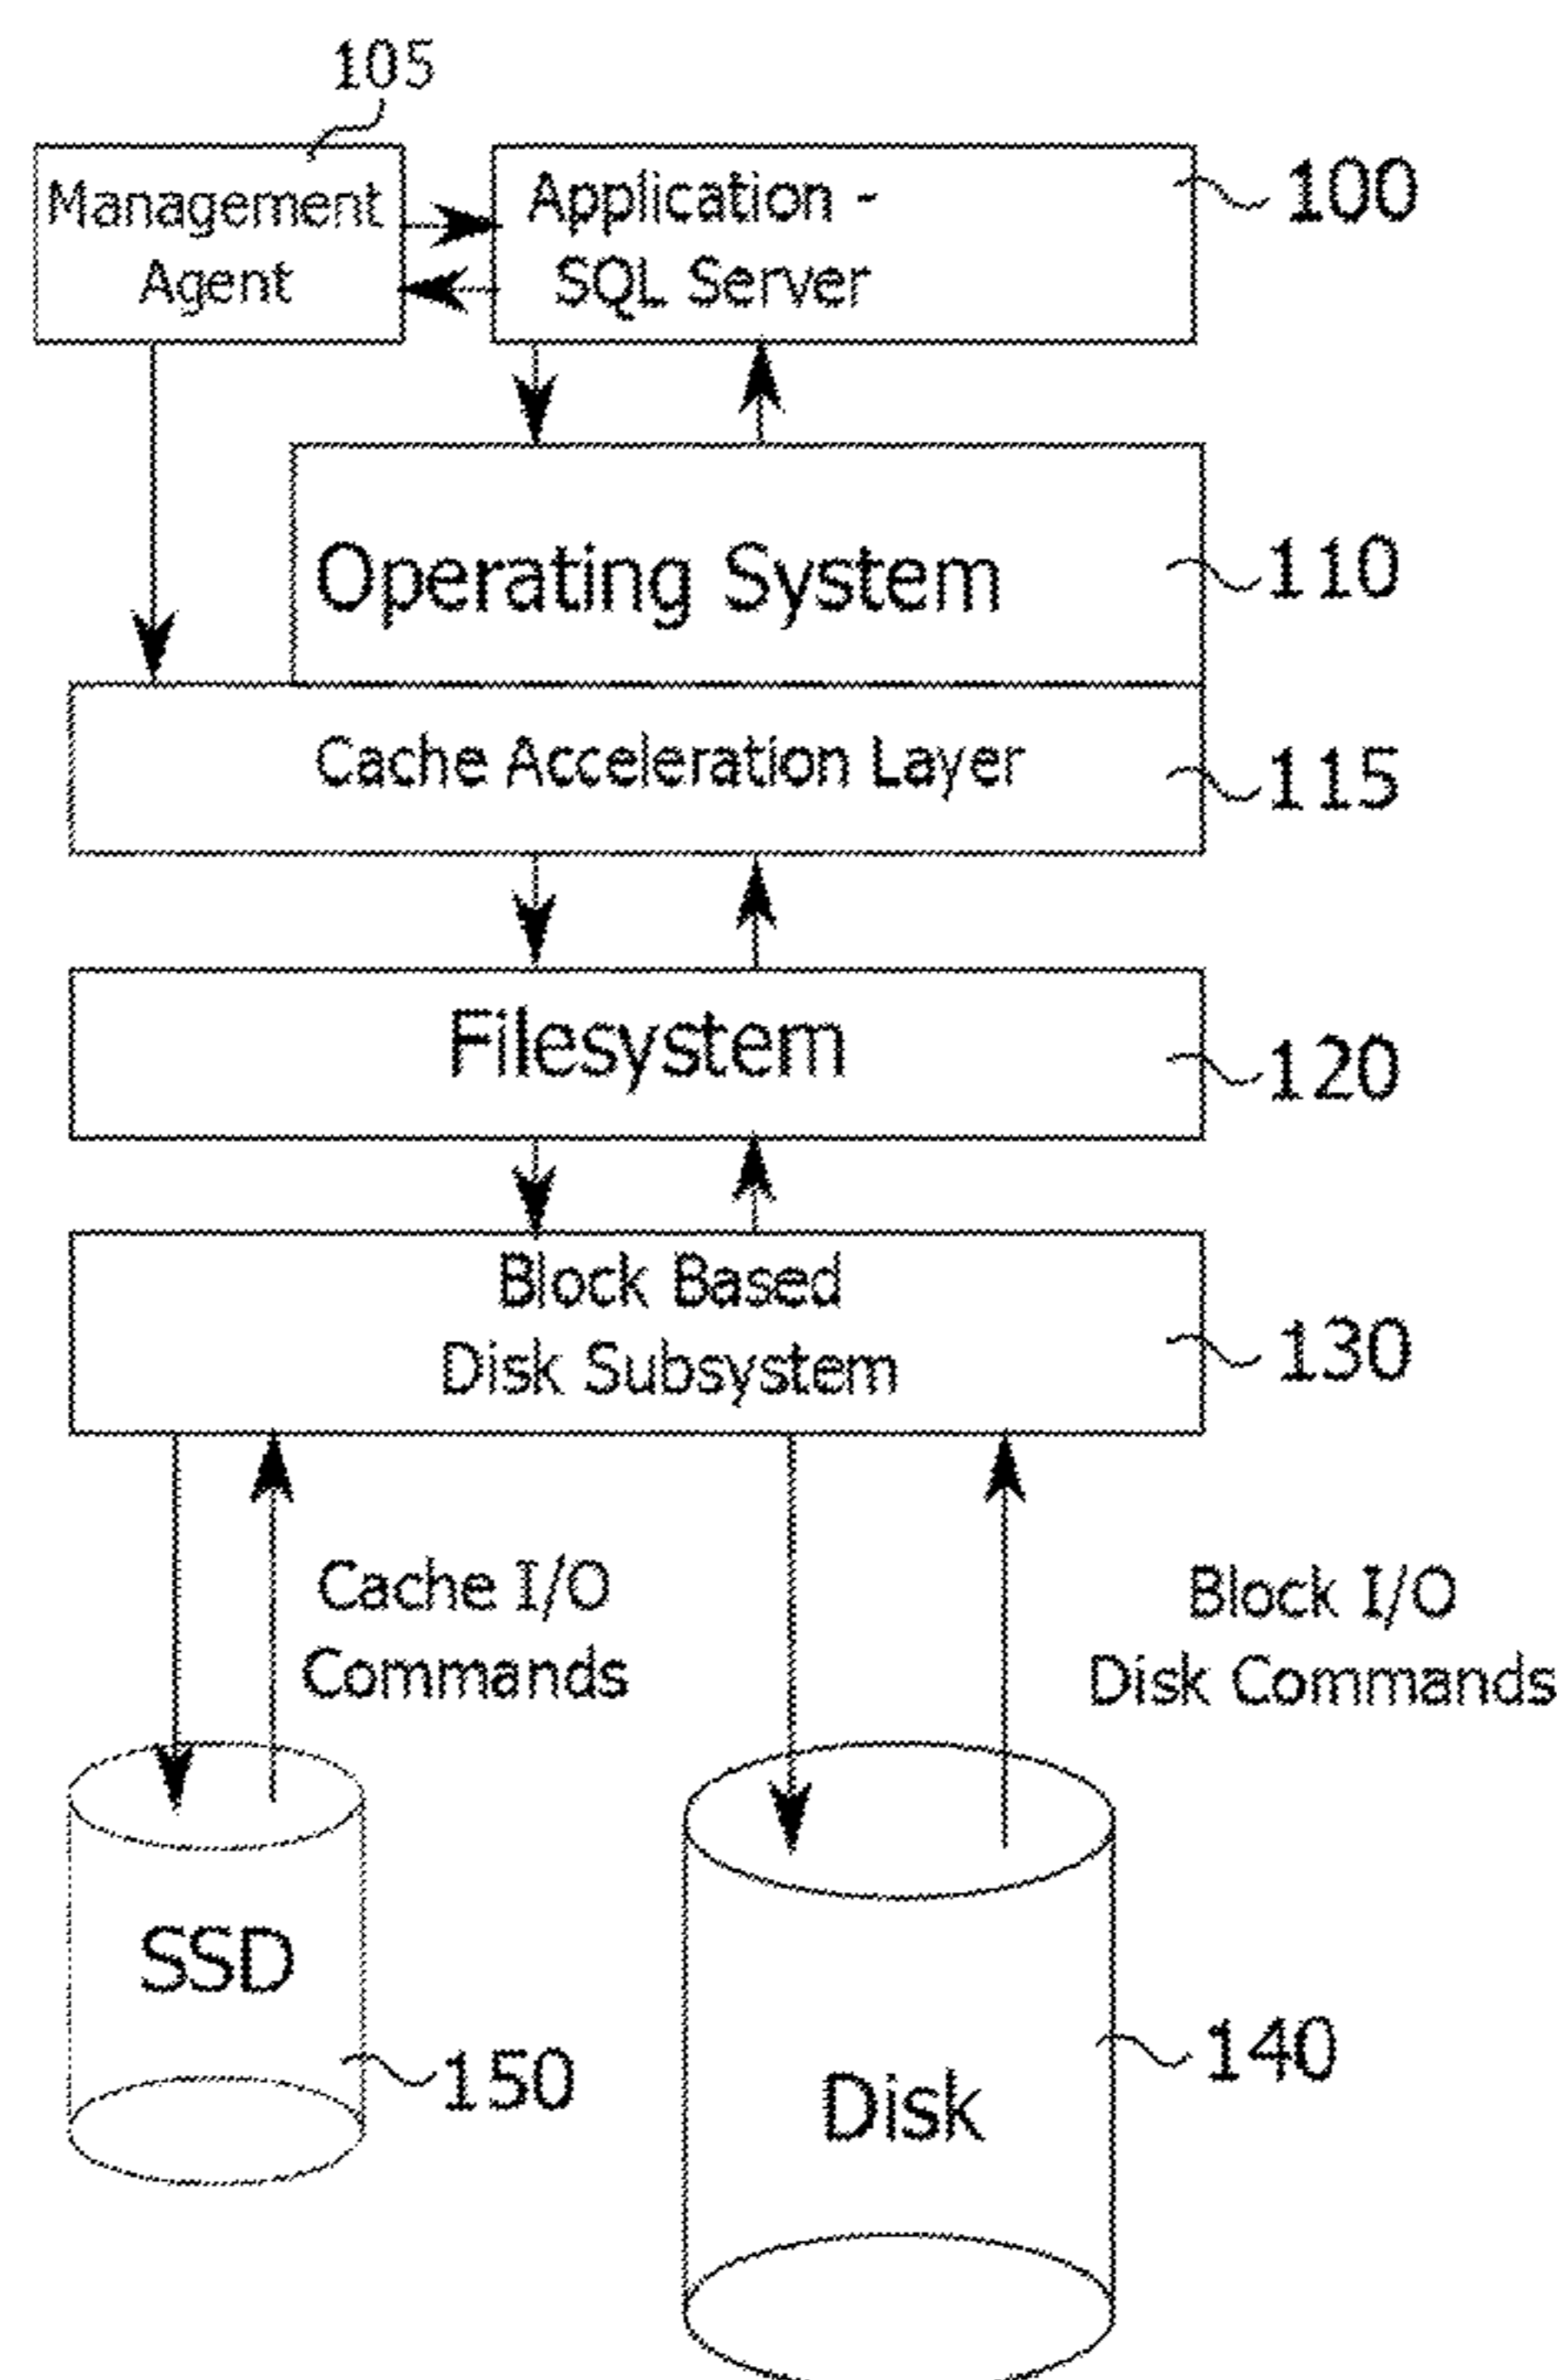 105
Management
Agent
Application -
SQL Server
100
Operating System
110
Cache Acceleration Layer
115
Filesystem
120
Block Based
Disk Subsystem
130
Cache I/O
Commands
Block I/O
Disk Commands
SSD
150
Disk
140